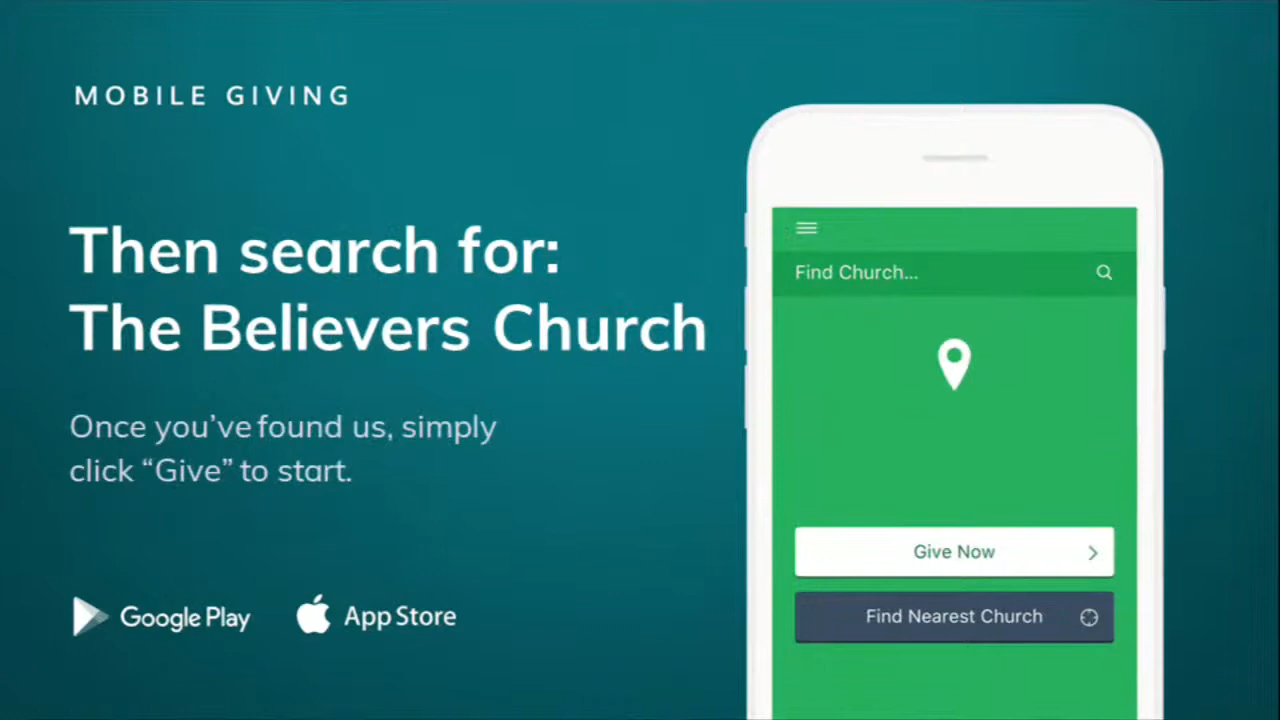 MOBILE GIVING
Then search for:
The Believers Church
Once you’ve found us, simply
click “Give” to start.
Google Play
App Store
Find Church...
Give Now
Find Nearest Church